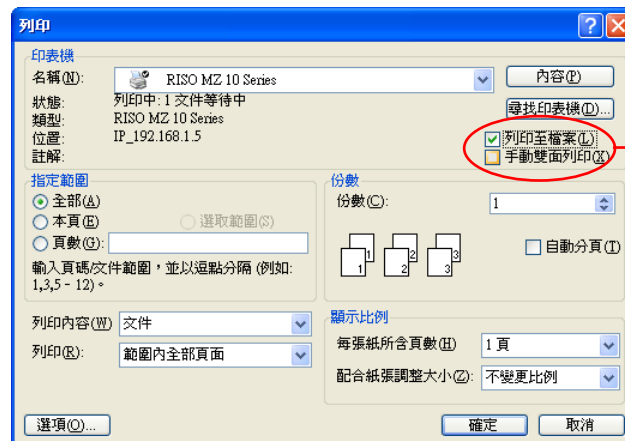 列印
印表機
名稱(N): RISO MZ 10 Series 內容(P)
狀態: 列印中: 1 文件等待中 尋找印表機(D)...
類型: RISO MZ 10 Series
位置: IP_192.168.1.5 列印至檔案(L)
註解: 手動雙面列印(X)
指定範圍
全部(A)
本頁(E) 選取範圍(S)
頁數(G):
輸入頁碼/文件範圍，並以逗點分隔 (例如:
1,3,5 - 12)。
份數
份數(C): 1
1 1 2 2 3 3 自動分頁(T)
列印內容(W) 文件
列印(R): 範圍內全部頁面
顯示比例
每張紙所含頁數(H) 1 頁
配合紙張調整大小(Z): 不變更比例
選項(O)... 確定 取消